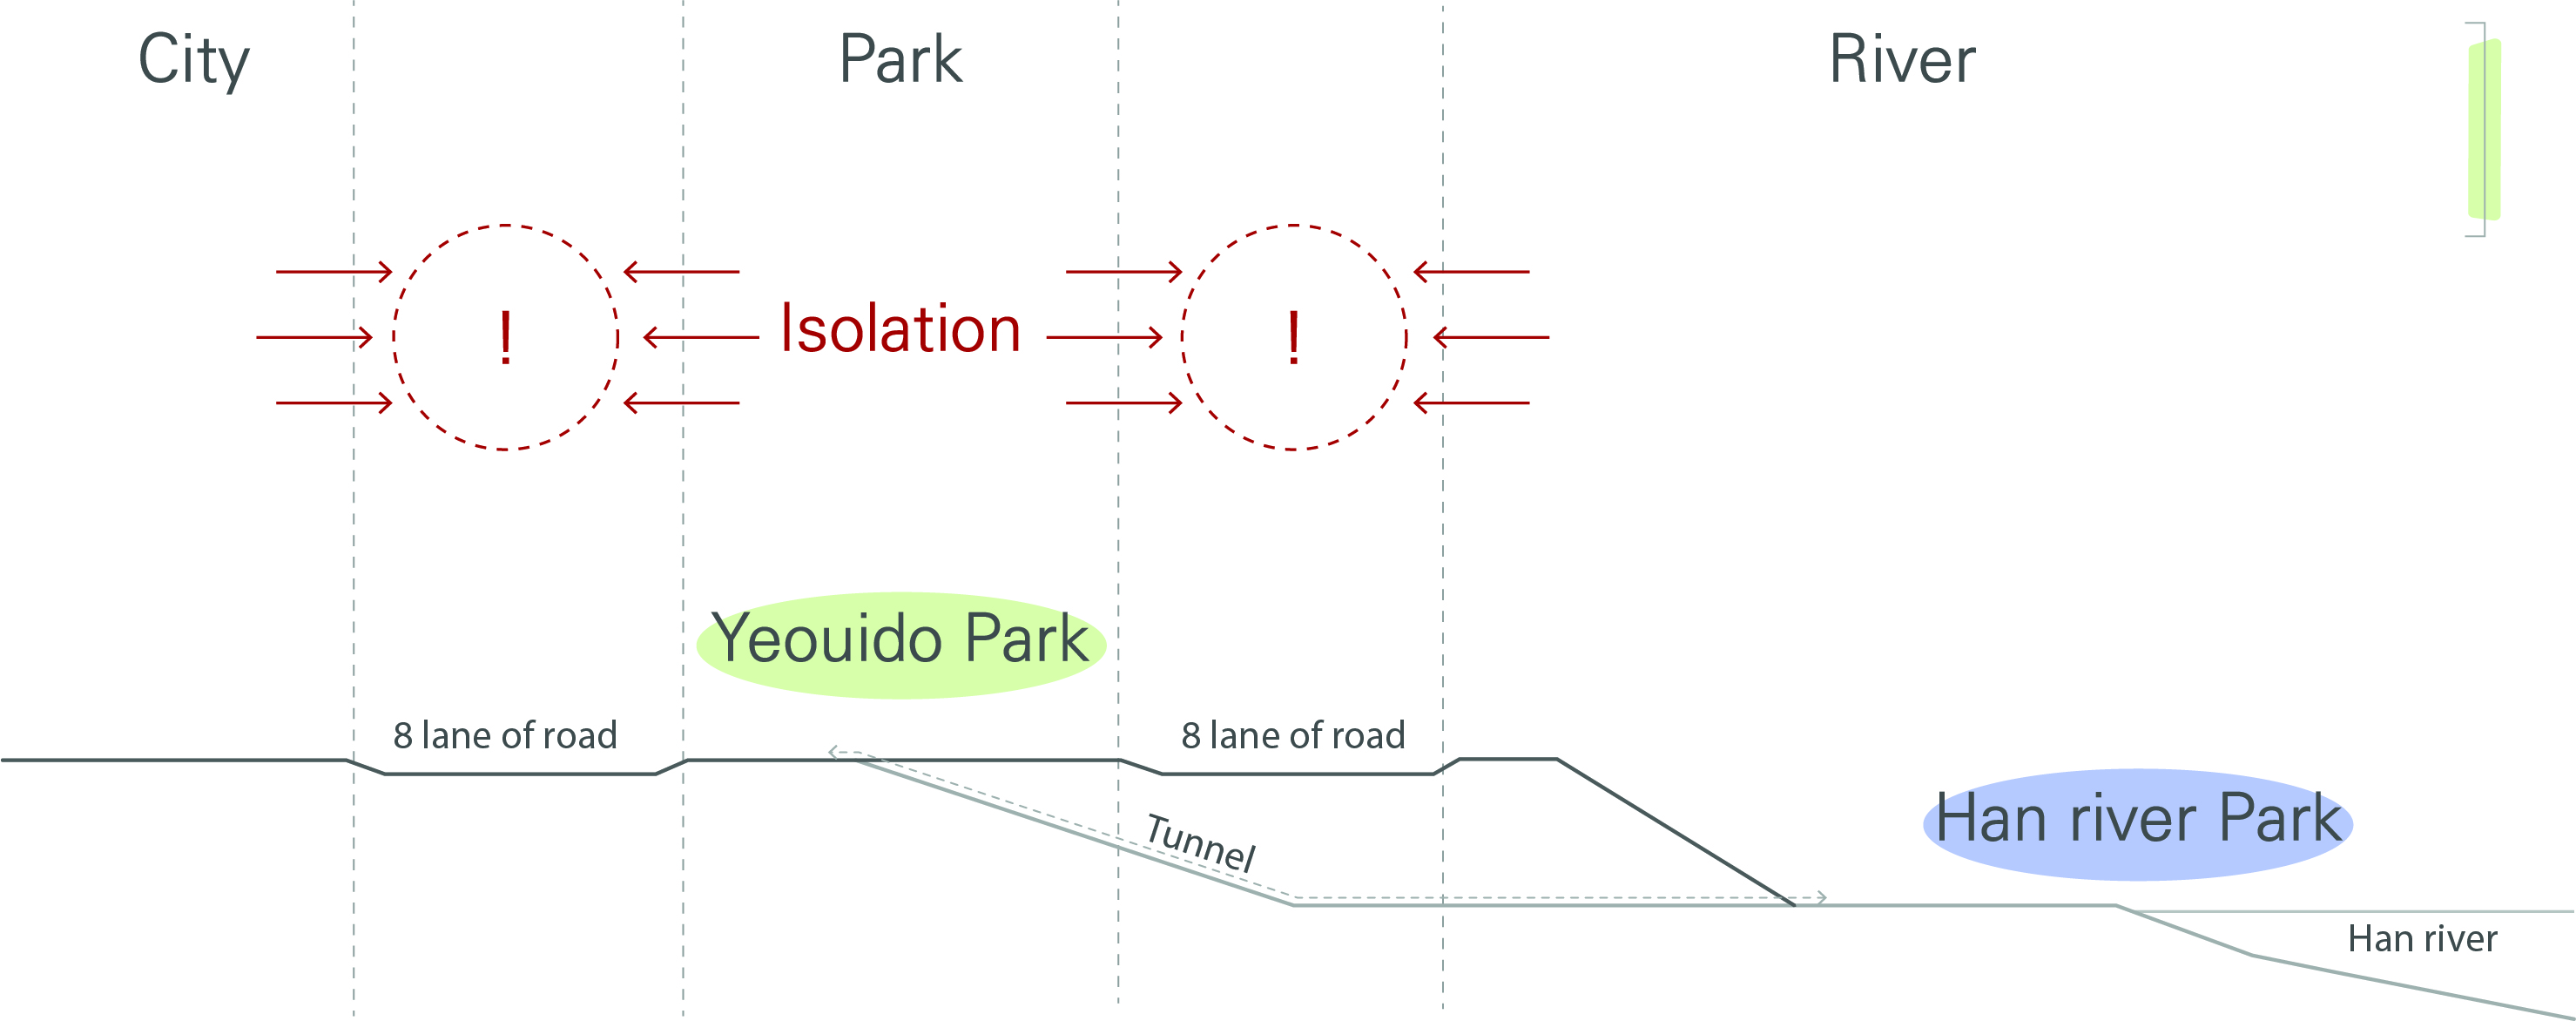 City
Park
River
!
Isolation
!
Yeouido Park
8 lane of road
8 lane of road
Tunnel
Han river Park
Han river